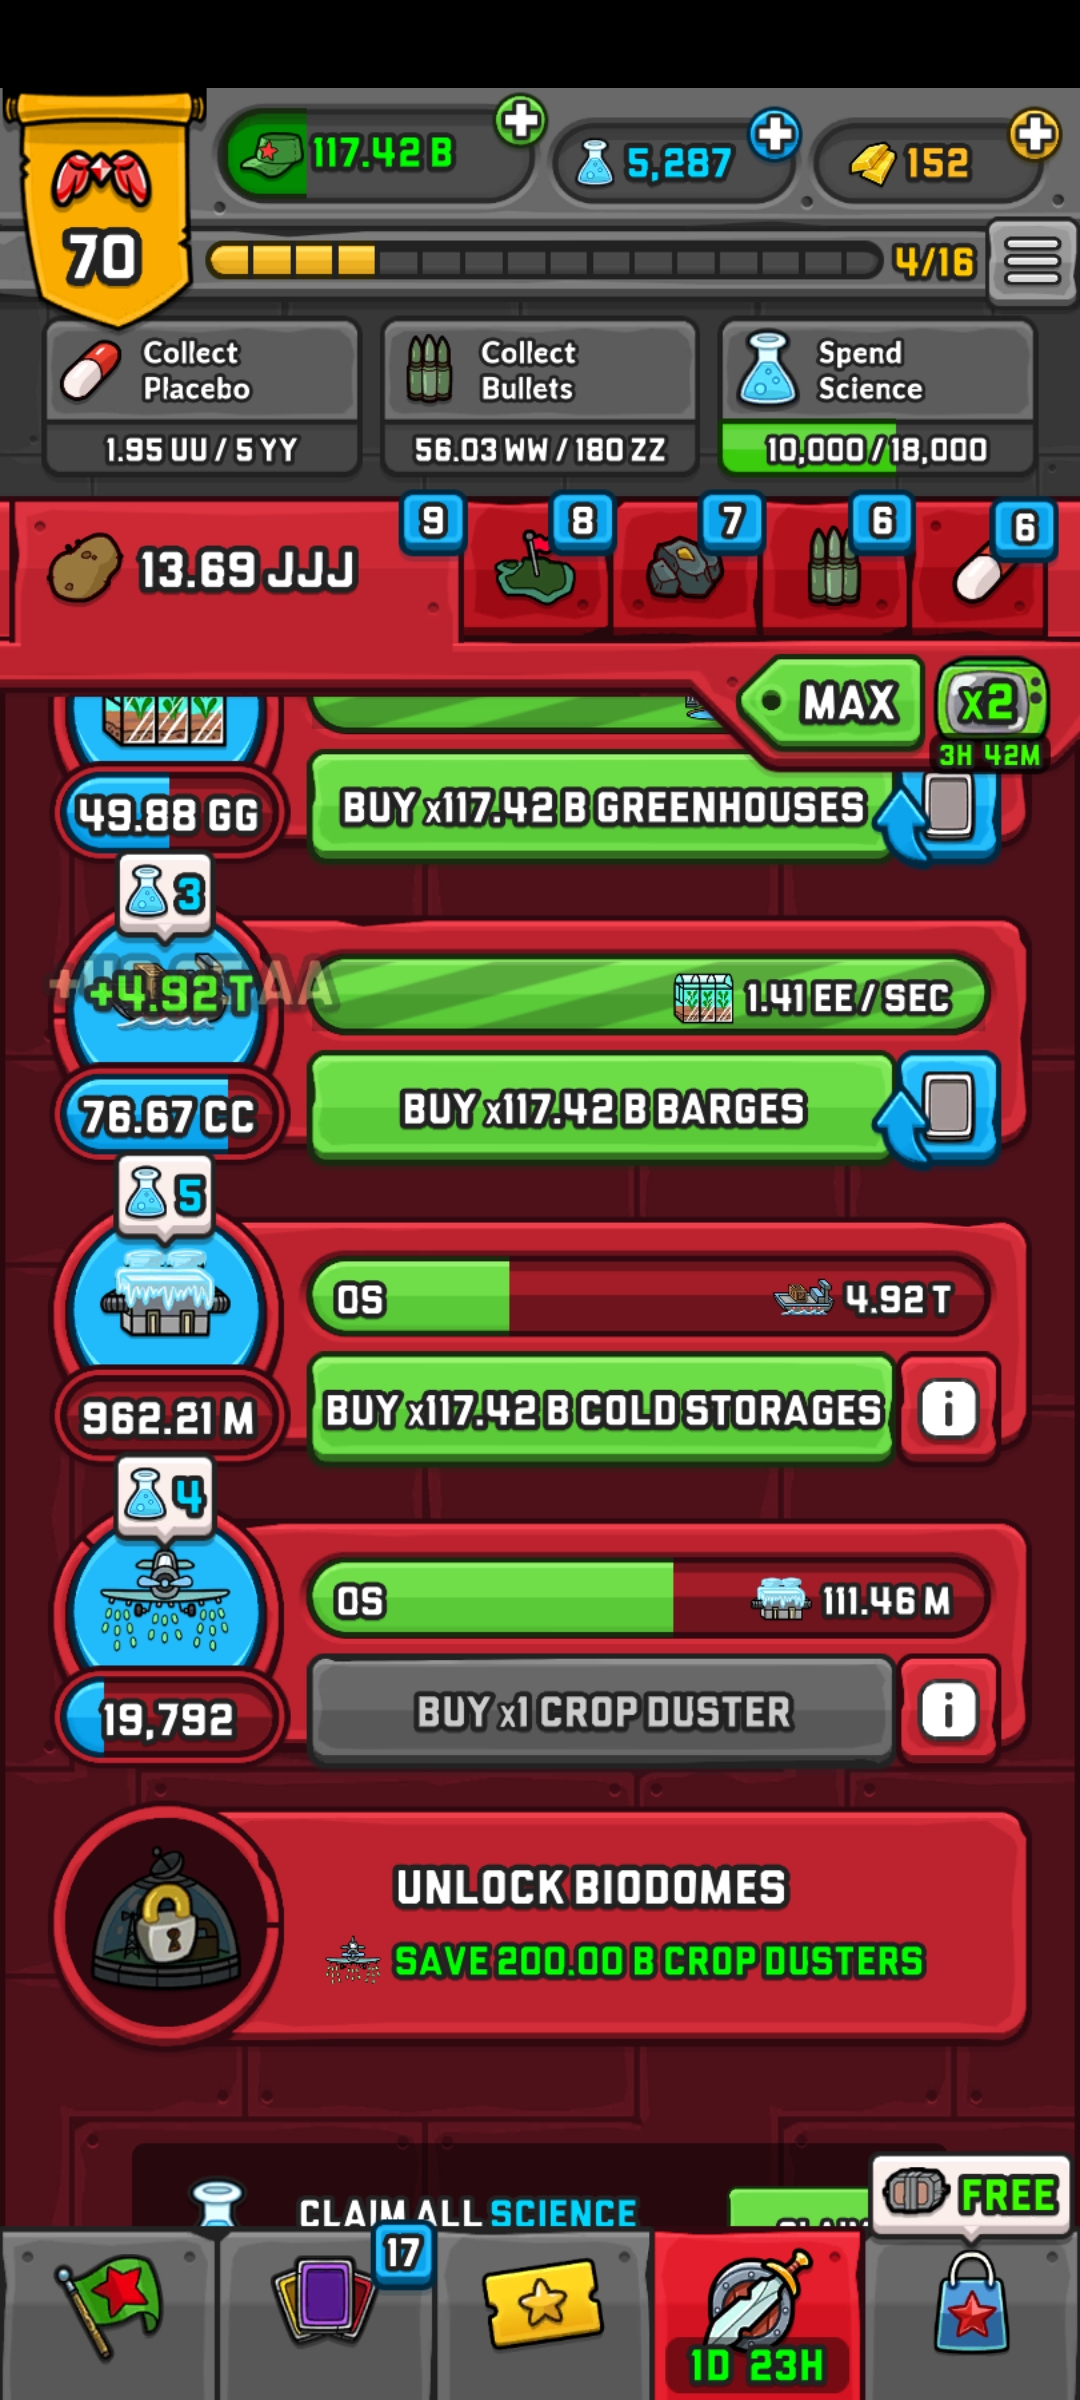 117.42 B
5,287
152
70
4/16
Collect
Placebo
1.95 UU / 5 YY
Collect
Bullets
56.03 WW / 180 ZZ
Spend
Science
10,000 / 18,000
13.69 JJJ
9
8
7
6
6
MAX
x2
3H 42M
49.88 GG
BUY x117.42 B GREENHOUSES
3
+4.92 T
1.41 EE / SEC
76.67 CC
BUY x117.42 B BARGES
5
0S
4.92 T
962.21 M
BUY x117.42 B COLD STORAGES
i
4
0S
111.46 M
19,792
BUY x1 CROP DUSTER
i
UNLOCK BIODOMES
SAVE 200.00 B CROP DUSTERS
CLAIM ALL SCIENCE
FREE
17
1D 23H